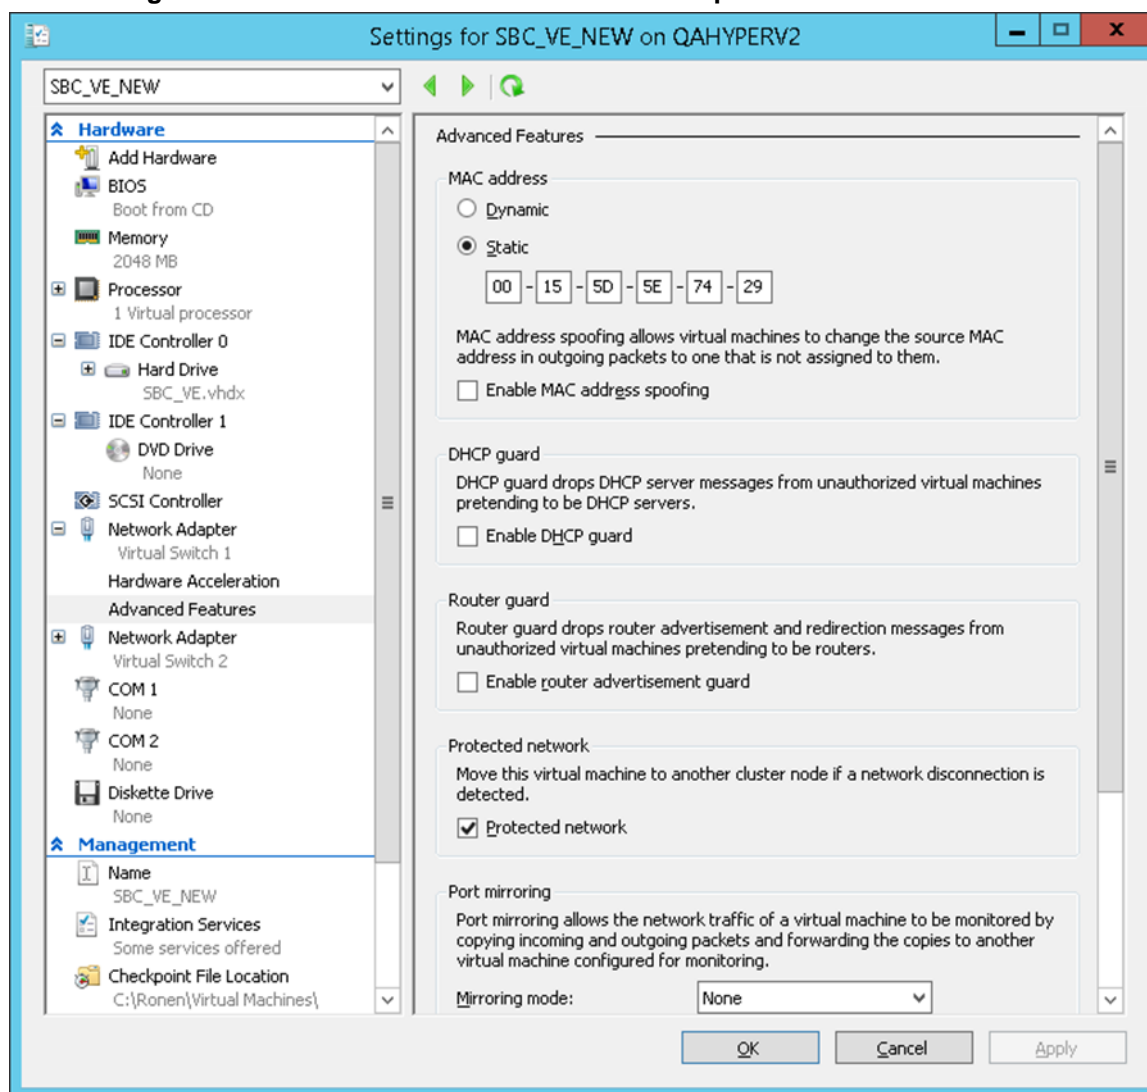 Settings for SBC_VE_NEW on QAHYPERV2
SBC_VE_NEW
Hardware
Add Hardware
BIOS
Boot from CD
Memory
2048 MB
Processor
1 Virtual processor
IDE Controller 0
Hard Drive
SBC_VE.vhdx
IDE Controller 1
DVD Drive
None
SCSI Controller
Network Adapter
Virtual Switch 1
Hardware Acceleration
Advanced Features
Network Adapter
Virtual Switch 2
COM 1
None
COM 2
None
Diskette Drive
None
Management
Name
SBC_VE_NEW
Integration Services
Some services offered
Checkpoint File Location
C:\Ronen\Virtual Machines\
Advanced Features
MAC address
Dynamic
Static
00 - 15 - 5D - 5E - 74 - 29
MAC address spoofing allows virtual machines to change the source MAC
address in outgoing packets to one that is not assigned to them.
Enable MAC address spoofing
DHCP guard
DHCP guard drops DHCP server messages from unauthorized virtual machines
pretending to be DHCP servers.
Enable DHCP guard
Router guard
Router guard drops router advertisement and redirection messages from
unauthorized virtual machines pretending to be routers.
Enable router advertisement guard
Protected network
Move this virtual machine to another cluster node if a network disconnection is
detected.
Protected network
Port mirroring
Port mirroring allows the network traffic of a virtual machine to be monitored by
copying incoming and outgoing packets and forwarding the copies to another
virtual machine configured for monitoring.
Mirroring mode: None
OK Cancel Apply